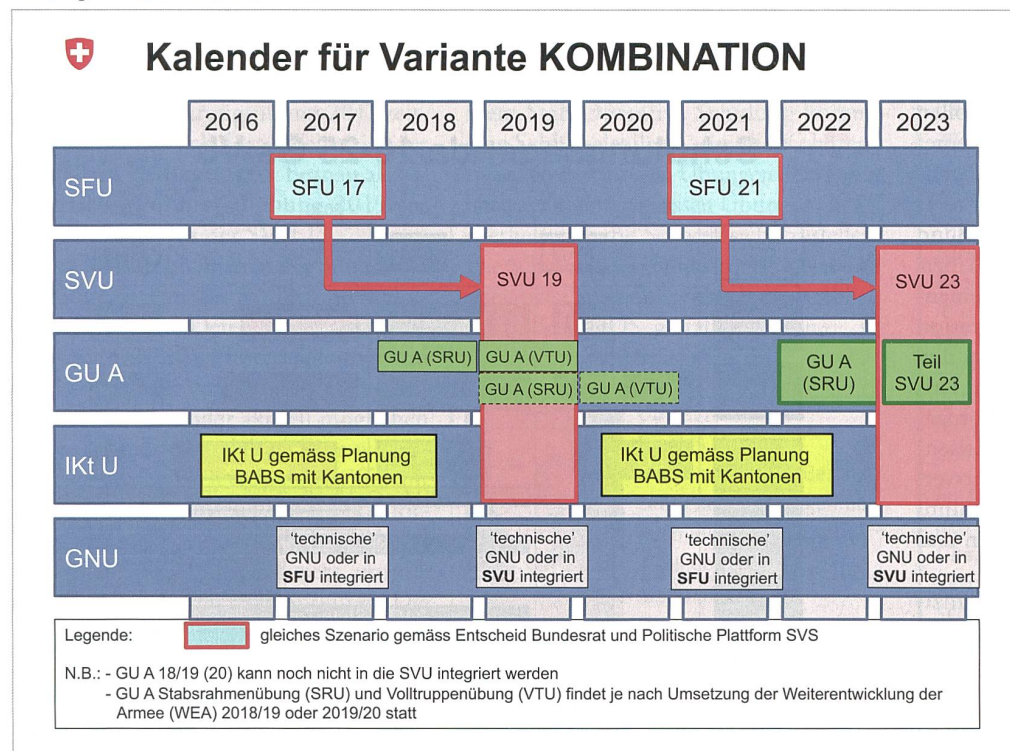 Kalender für Variante KOMBINATION
2016 2017 2018 2019 2020 2021 2022 2023
SFU
SFU 17
SFU 21
SVU
SVU 19
SVU 23
GU A
GU A (SRU)
GU A (VTU)
GU A (SRU)
GU A (VTU)
GU A
(SRU)
Teil
SVU 23
IKt U
IKt U gemäss Planung
BABS mit Kantonen
IKt U gemäss Planung
BABS mit Kantonen
GNU
'technische'
GNU oder in
SFU integriert
'technische'
GNU oder in
SVU integriert
'technische'
GNU oder in
SFU integriert
'technische'
GNU oder in
SVU integriert
Legende: gleiches Szenario gemäss Entscheid Bundesrat und Politische Plattform SVS
N.B.: - GU A 18/19 (20) kann noch nicht in die SVU integriert werden
- GU A Stabsrahmenübung (SRU) und Volltruppenübung (VTU) findet je nach Umsetzung der Weiterentwicklung der
Armee (WEA) 2018/19 oder 2019/20 statt